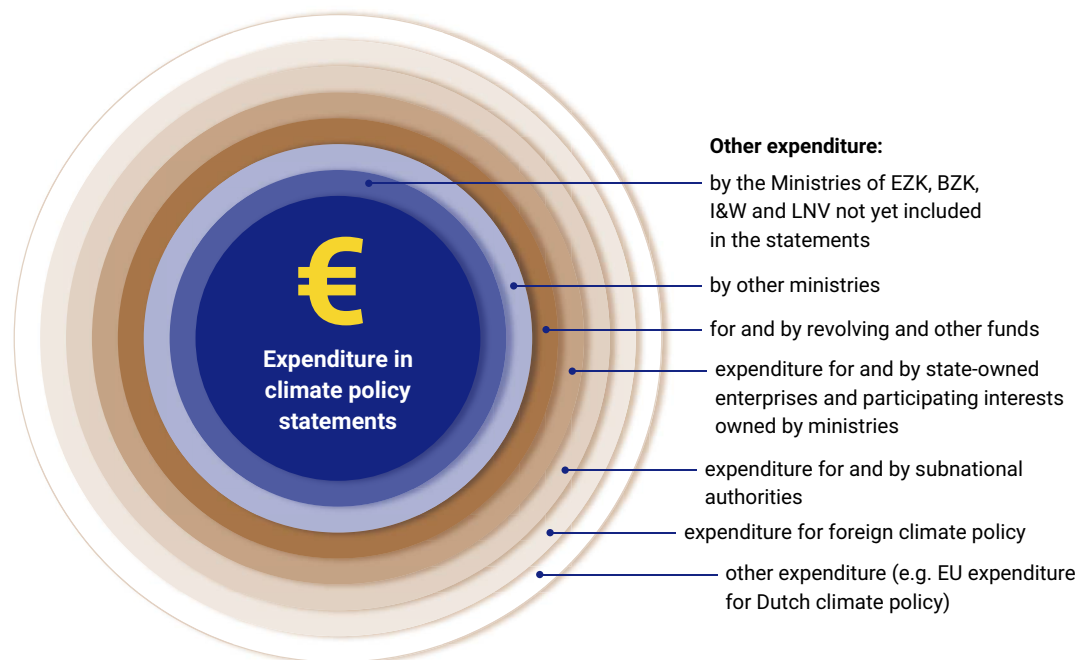 €
Expenditure in
climate policy
statements
Other expenditure:
by the Ministries of EZK, BZK,
I&W and LNV not yet included
in the statements
by other ministries
for and by revolving and other funds
expenditure for and by state-owned
enterprises and participating interests
owned by ministries
expenditure for and by subnational
authorities
expenditure for foreign climate policy
other expenditure (e.g. EU expenditure
for Dutch climate policy)